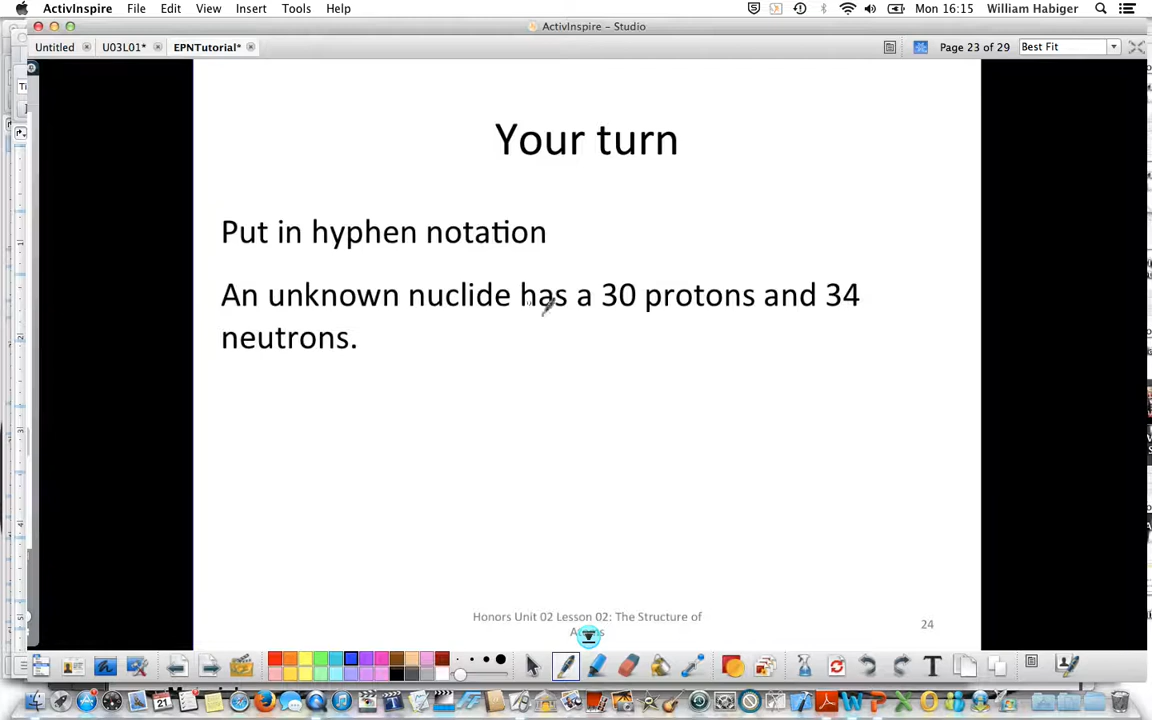 ActivInspire File Edit View Insert Tools Help Mon 16:15 William Habiger
ActivInspire - Studio
Untitled U03L01* EPNTutorial* Page 23 of 29 Best Fit
Your turn
Put in hyphen notation
An unknown nuclide has a 30 protons and 34
neutrons.
Honors Unit 02 Lesson 02: The Structure of
24